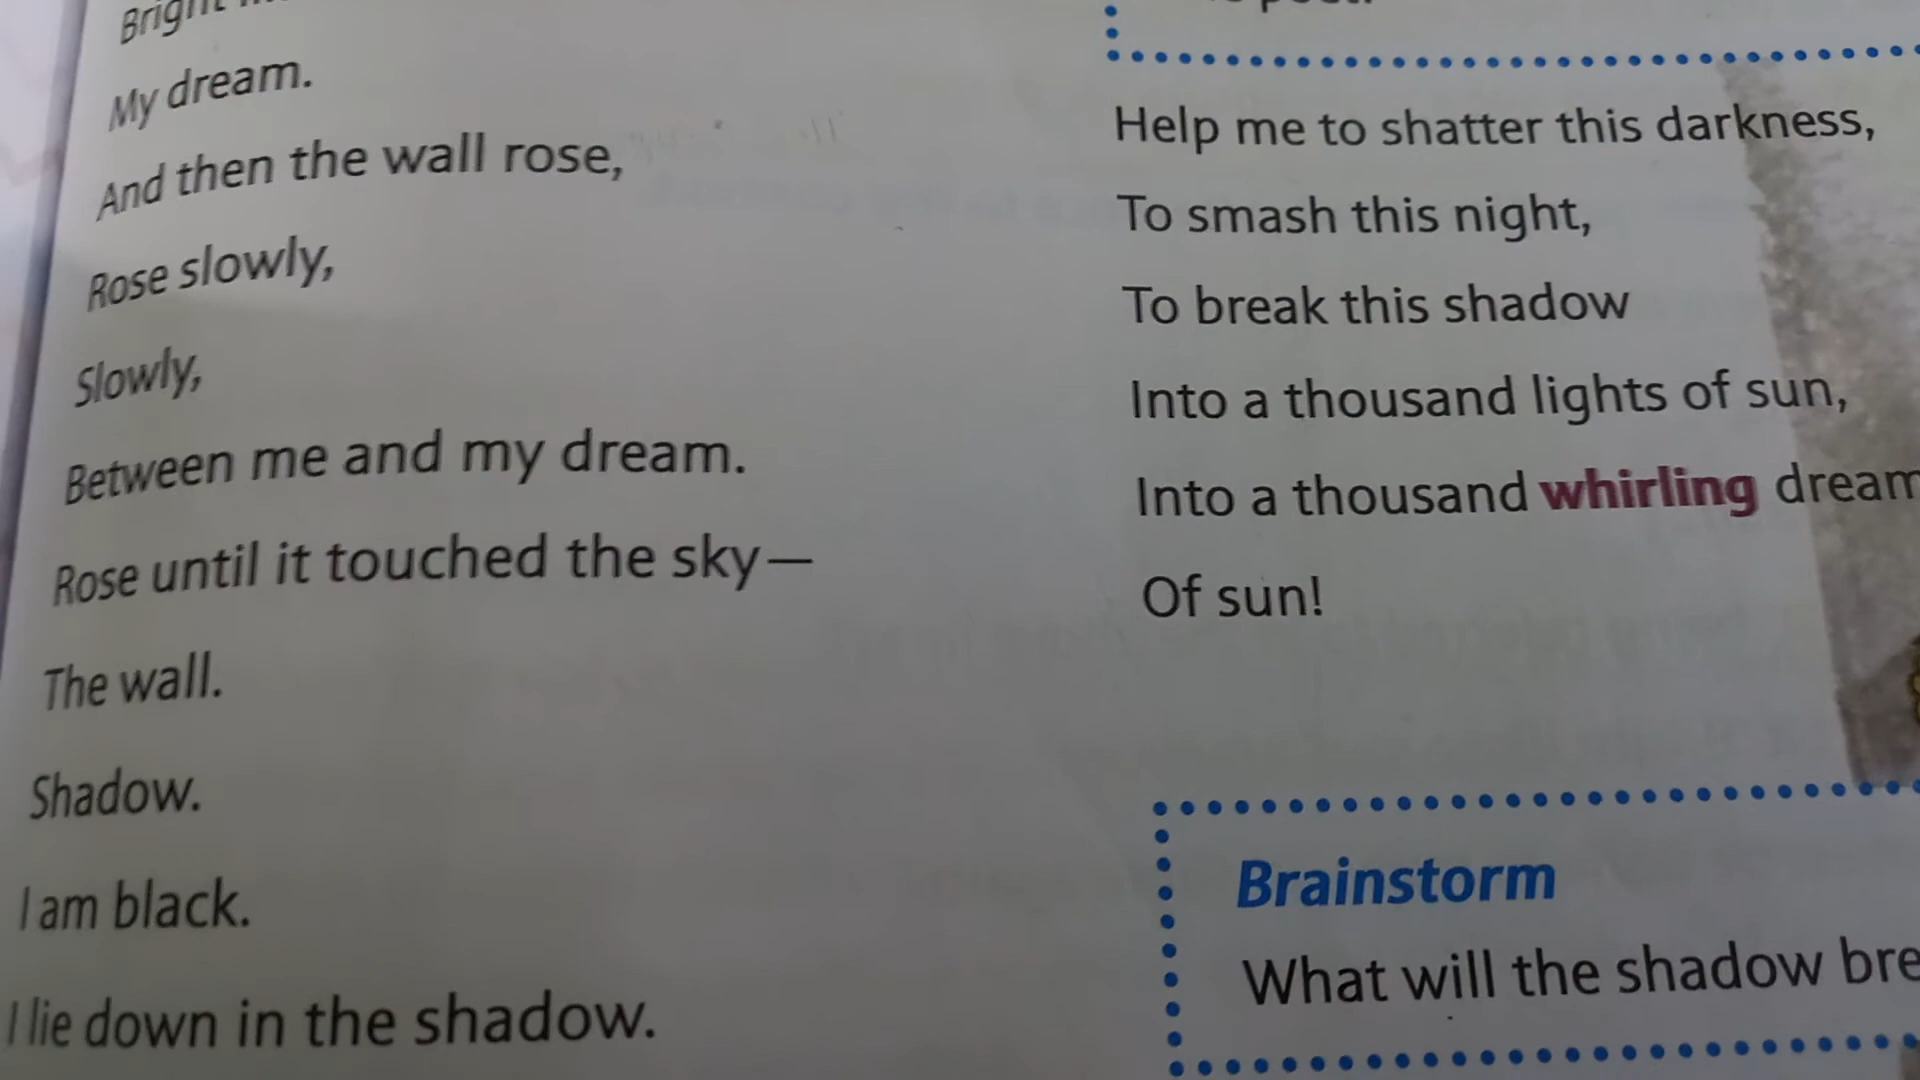 Bright
My dream.
And then the wall rose,
Rose slowly,
Slowly,
Between me and my dream.
Rose until it touched the sky—
The wall.
Shadow.
I am black.
I lie down in the shadow.
Help me to shatter this darkness,
To smash this night,
To break this shadow
Into a thousand lights of sun,
Into a thousand whirling dream
Of sun!
Brainstorm
What will the shadow bre